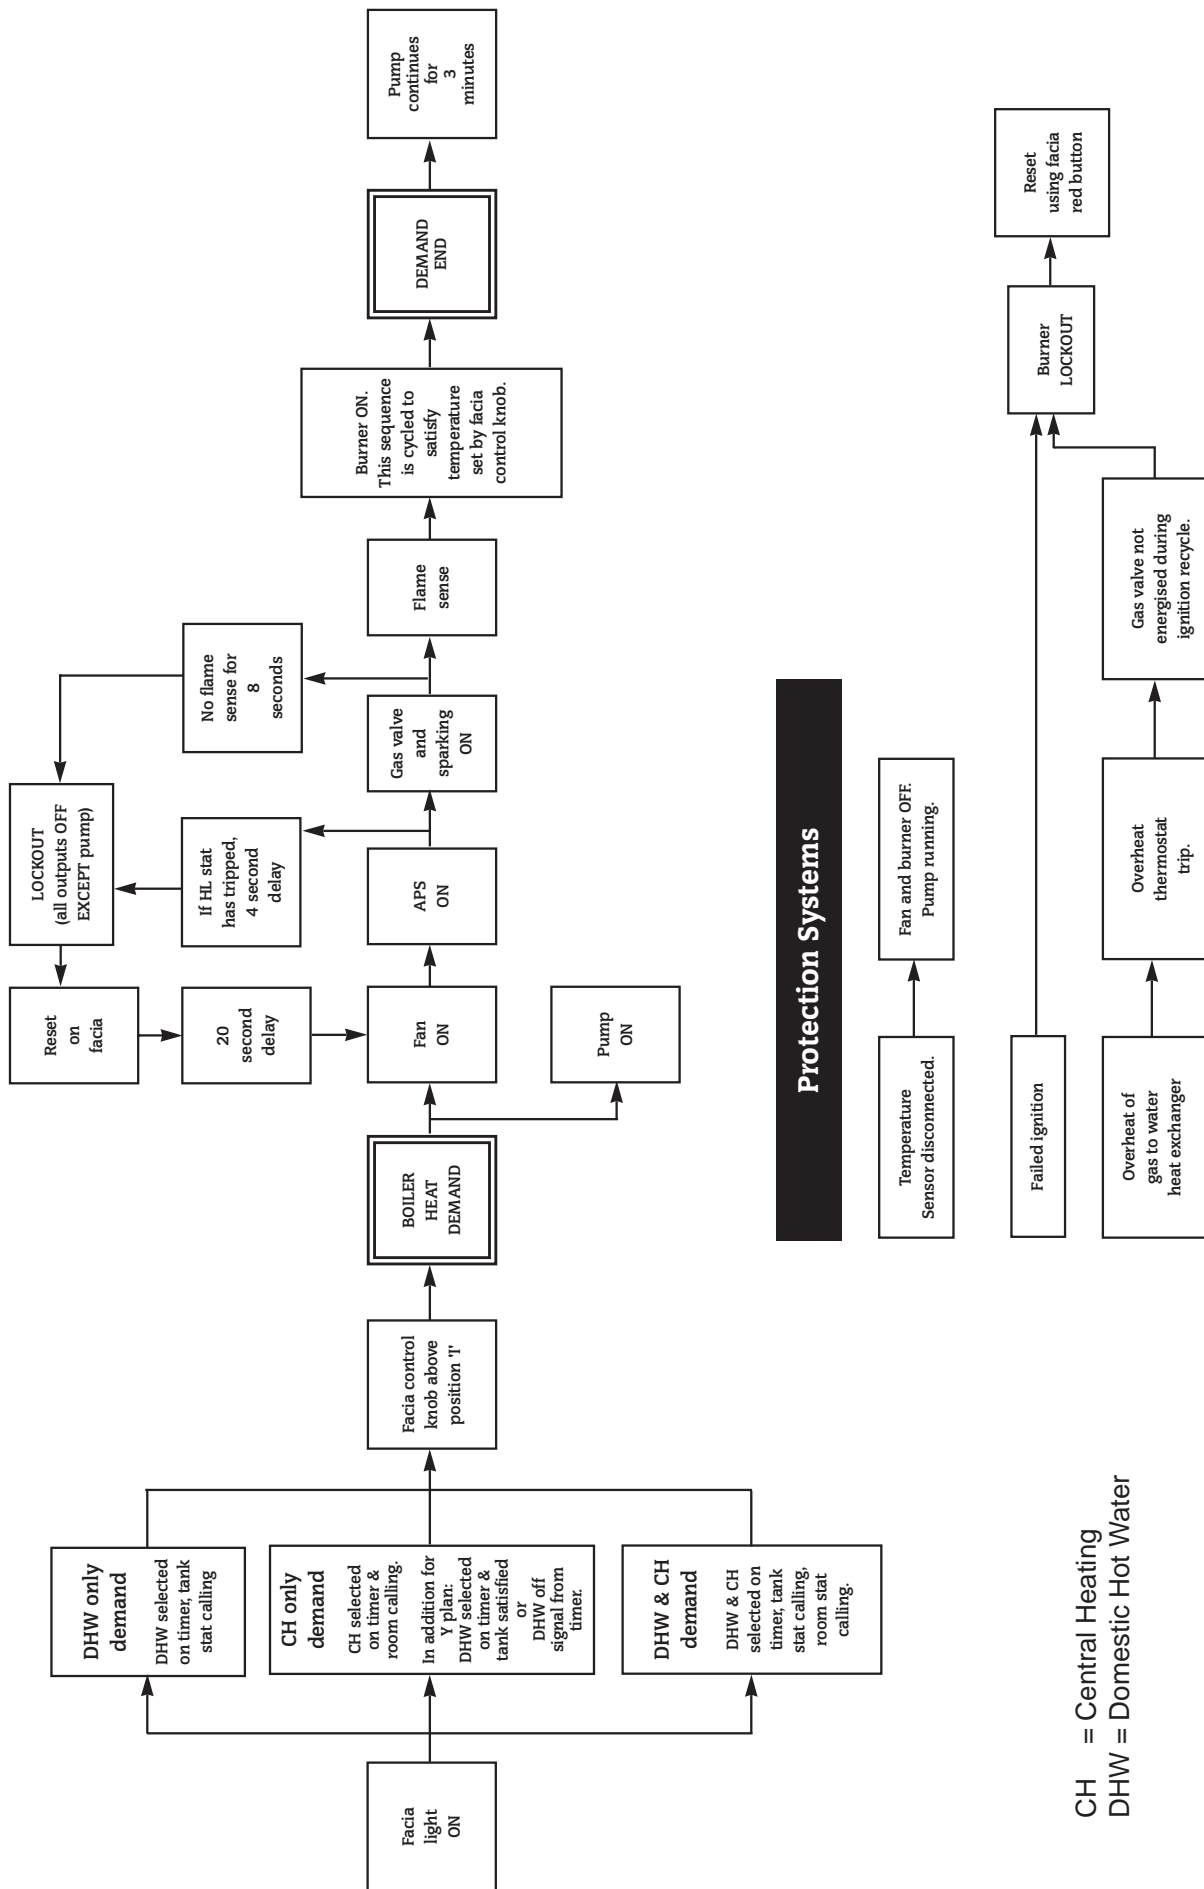 Facia
light
ON
DHW only
demand
DHW selected
on timer, tank
stat calling
CH only
demand
CH selected
on timer &
room calling.
In addition for
Y plan:
DHW selected
on timer &
tank satisfied
or
DHW off
signal from
timer.
DHW & CH
demand
DHW & CH
selected on
timer, tank
stat calling,
room stat
calling.
Facia control
knob above
position 'I'
BOILER
HEAT
DEMAND
Pump
ON
Fan
ON
Reset
on
facia
20
second
delay
APS
ON
LOCKOUT
(all outputs OFF
EXCEPT pump)
If HL stat
has tripped,
4 second
delay
Gas valve
and
sparking
ON
No flame
sense for
8
seconds
Flame
sense
Burner ON.
This sequence
is cycled to
satisfy
temperature
set by facia
control knob.
DEMAND
END
Pump
continues
for
3
minutes
Protection Systems
Temperature
Sensor disconnected.
Fan and burner OFF.
Pump running.
Failed ignition
Overheat of
gas to water
heat exchanger
Overheat
thermostat
trip.
Gas valve not
energised during
ignition recycle.
Burner
LOCKOUT
Reset
using facia
red button
CH = Central Heating
DHW = Domestic Hot Water